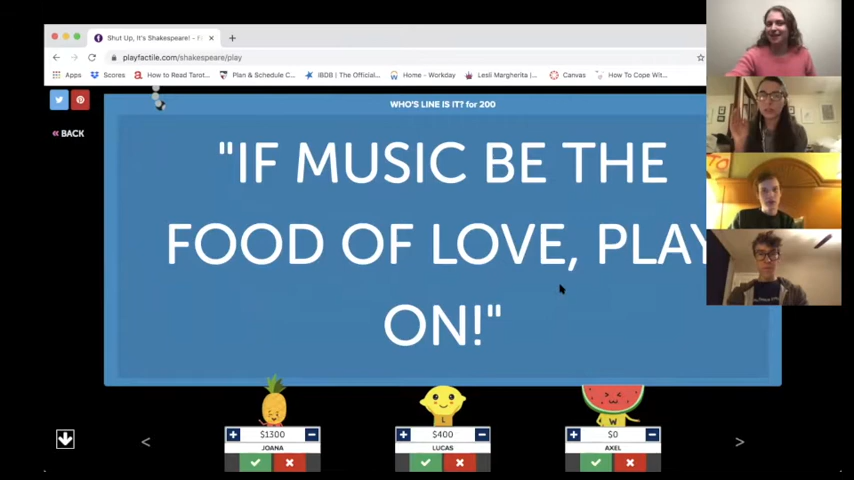 Shut Up, It's Shakespeare! - Fl
playfactile.com/shakespeare/play
Apps Scores How to Read Tarot... Plan & Schedule C... IBDB | The Official... Home - Workday Lesli Margherita |... Canvas How To Cope Wit...
« BACK
WHO'S LINE IS IT? for 200
"IF MUSIC BE THE
FOOD OF LOVE, PLAY
ON!"
TO
L
W
$1300 $400 $0
JOANA LUCAS AXEL